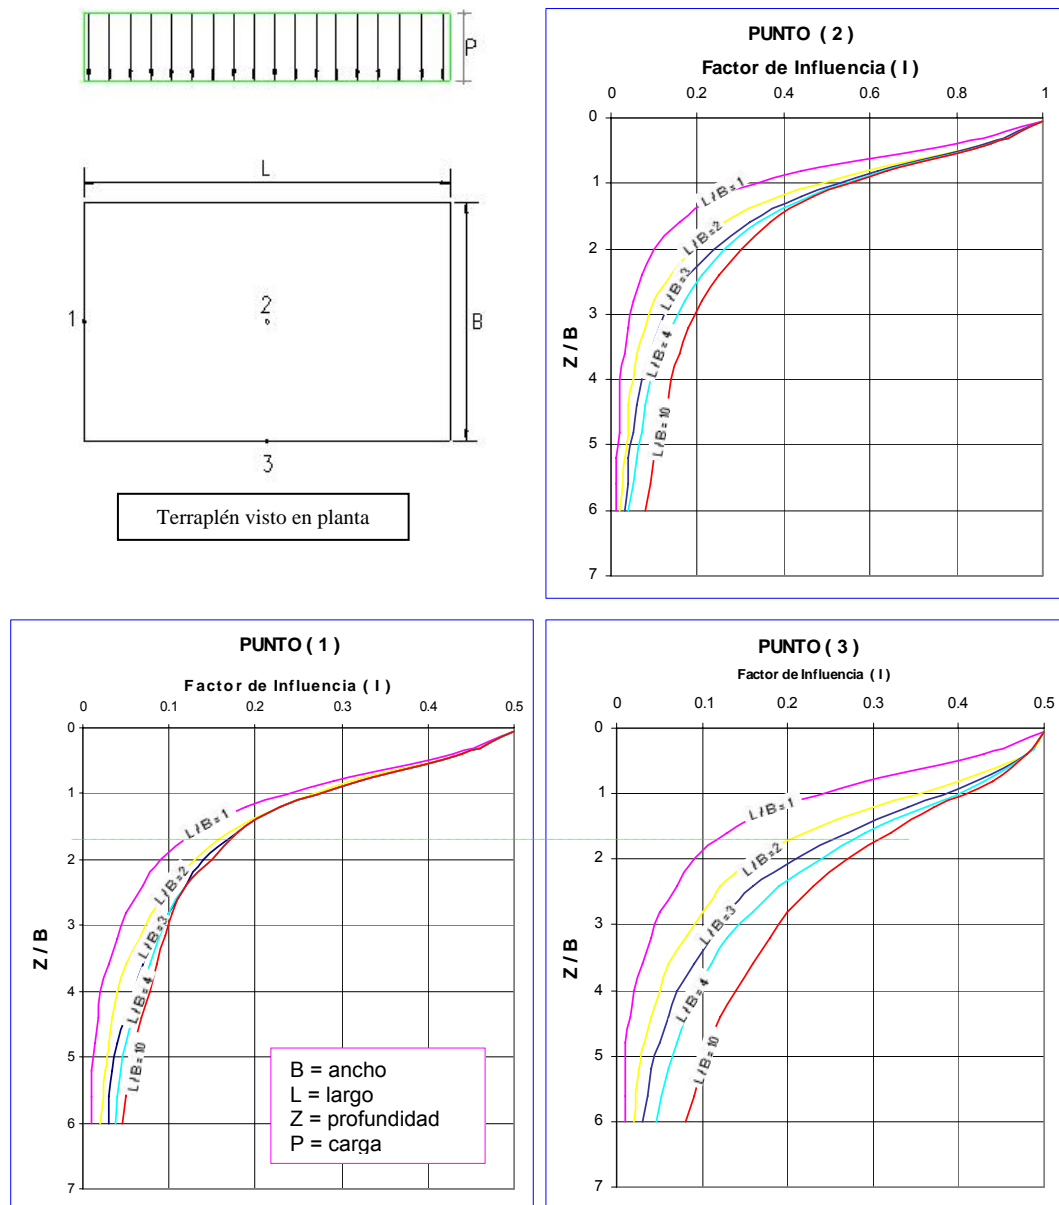 P
L
1
2
B
3
Terraplén visto en planta
PUNTO ( 2 )
Factor de Influencia ( I )
0 0.2 0.4 0.6 0.8 1
0
1
2
3
4
5
6
7
Z / B
L/B=1
L/B=2
L/B=3
L/B= 4
L/B= 10
PUNTO ( 1 )
Factor de Influencia ( I )
0 0.1 0.2 0.3 0.4 0.5
0
1
2
3
4
5
6
7
Z / B
L/B=1
L/B=2
L/B=3
L/B= 4
L/B= 10
B = ancho
L = largo
Z = profundidad
P = carga
PUNTO ( 3 )
Factor de Influencia ( I )
0 0.1 0.2 0.3 0.4 0.5
0
1
2
3
4
5
6
7
Z / B
L/B=1
L/B=2
L/B=3
L/B= 4
L/B= 10